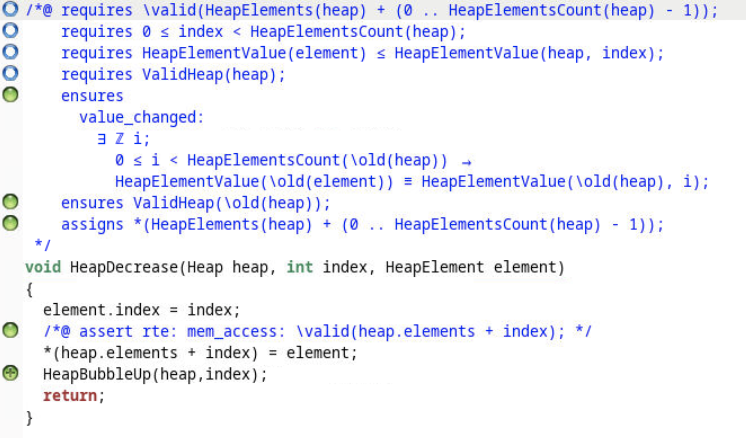 /*@ requires \valid(HeapElements(heap) + (0 .. HeapElementsCount(heap) - 1));
requires 0 ≤ index < HeapElementsCount(heap);
requires HeapElementValue(element) ≤ HeapElementValue(heap, index);
requires ValidHeap(heap);
ensures
value_changed:
∃ ℤ i;
0 ≤ i < HeapElementsCount(\old(heap)) →
HeapElementValue(\old(element)) ≡ HeapElementValue(\old(heap), i);
ensures ValidHeap(\old(heap));
assigns *(HeapElements(heap) + (0 .. HeapElementsCount(heap) - 1));
*/
void HeapDecrease(Heap heap, int index, HeapElement element)
{
element.index = index;
/*@ assert rte: mem_access: \valid(heap.elements + index); */
*(heap.elements + index) = element;
HeapBubbleUp(heap,index);
return;
}